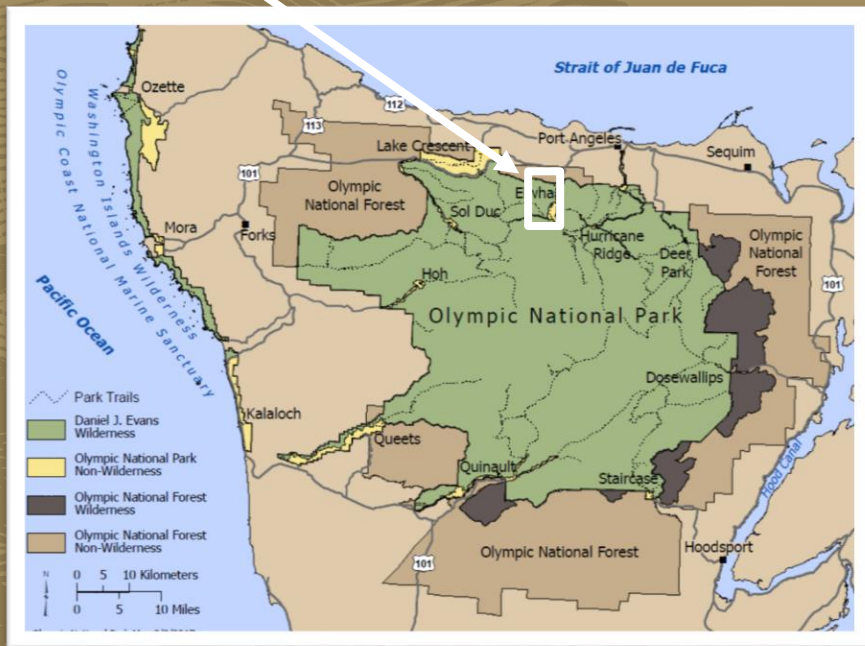 Strait of Juan de Fuca
Ozette
112
113
Port Angeles
Lake Crescent
Sequim
101
Olympic
National Forest
Elwha
Washington Islands Wilderness
Olympic Coast National Marine Sanctuary
Mora
Forks
Sol Duc
Hurricane
Ridge
Deer
Park
Olympic
National
Forest
101
Hoh
Pacific Ocean
Olympic National Park
Dosewallips
Park Trails
Kalaloch
Daniel J. Evans
Wilderness
Queets
Olympic National Park
Non-Wilderness
Quinault
Staircase
Hood Canal
Olympic National Forest
Wilderness
Olympic National Forest
Non-Wilderness
Olympic National Forest
Hoodsport
101
N
0 5 10 Kilometers
0 5 10 Miles